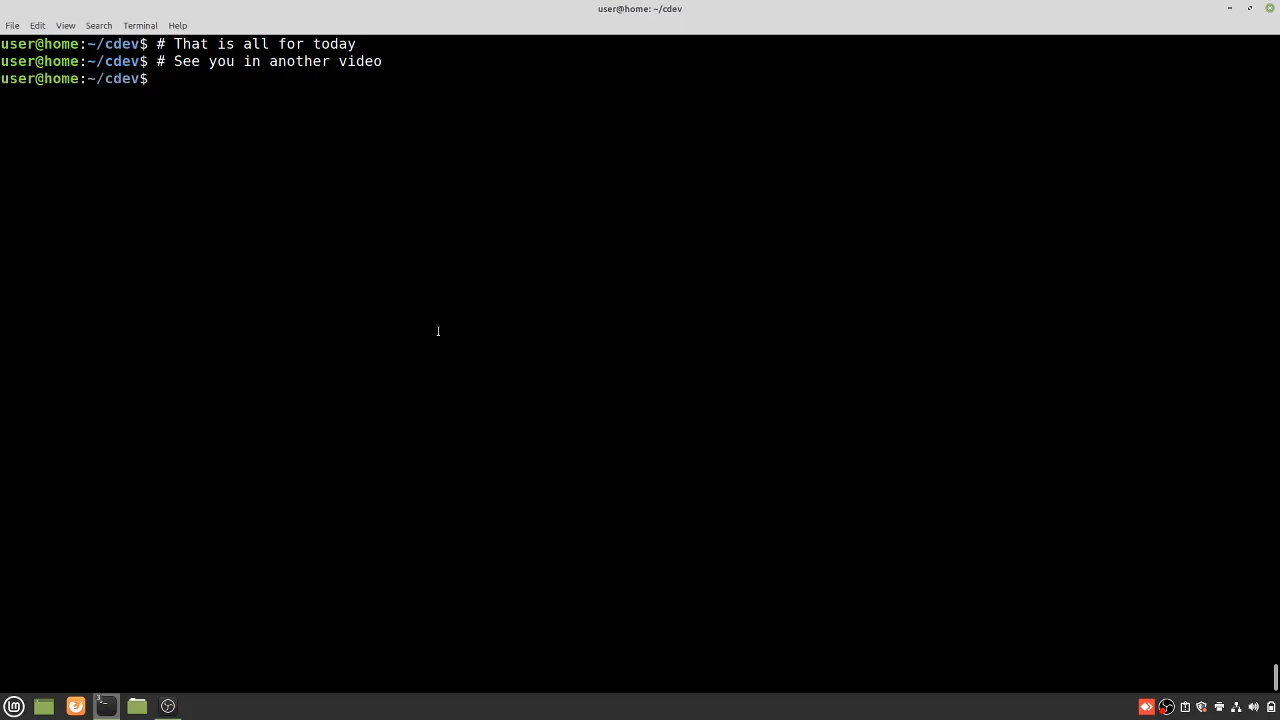 user@home: ~/cdev
File Edit View Search Terminal Help
user@home:~/cdev$ # That is all for today
user@home:~/cdev$ # See you in another video
user@home:~/cdev$
3